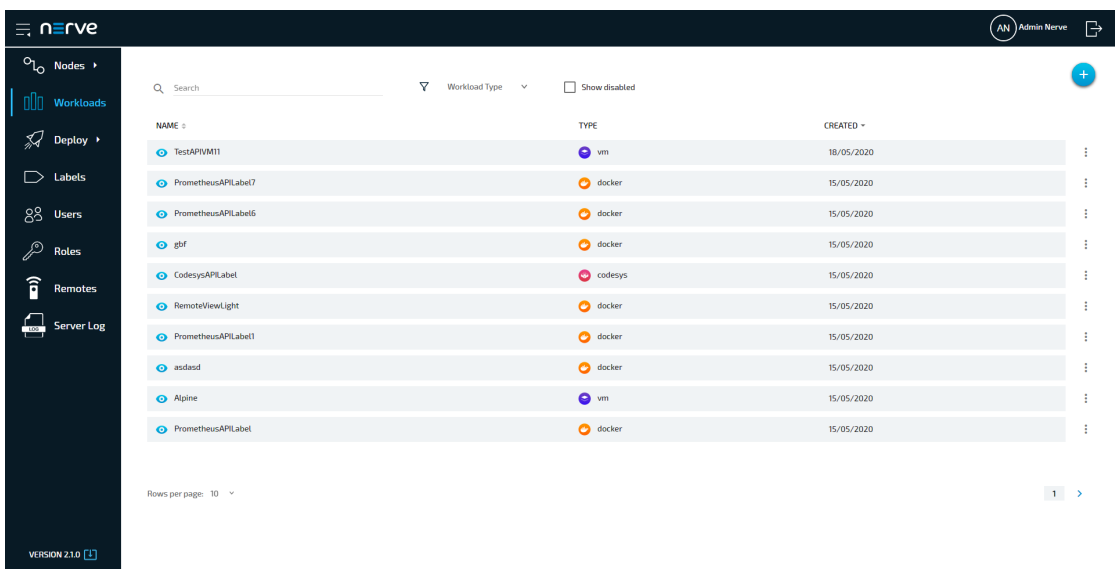 nerve
AN Admin Nerve
Nodes
Workloads
Deploy
Labels
Users
Roles
Remotes
LOG Server Log
VERSION 2.1.0
Search Workload Type Show disabled
NAME TYPE CREATED
TestAPIVM11 vm 18/05/2020
PrometheusAPILabel7 docker 15/05/2020
PrometheusAPILabel6 docker 15/05/2020
gbf docker 15/05/2020
CodesysAPILabel codesys 15/05/2020
RemoteViewLight docker 15/05/2020
PrometheusAPILabel1 docker 15/05/2020
asdasd docker 15/05/2020
Alpine vm 15/05/2020
PrometheusAPILabel docker 15/05/2020
Rows per page: 10 1